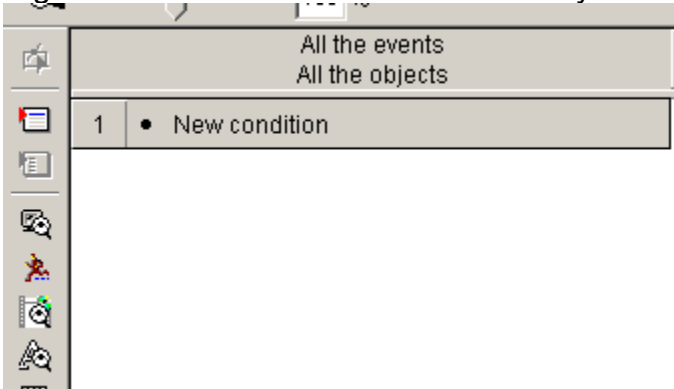 All the events
All the objects
1 • New condition